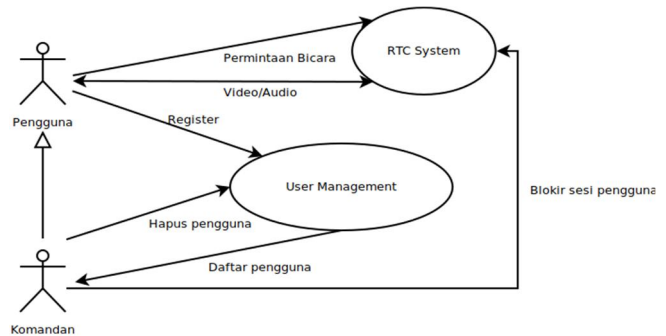 RTC System
Permintaan Bicara
Video/Audio
Pengguna
Register
User Management
Blokir sesi pengguna
Hapus pengguna
Daftar pengguna
Komandan